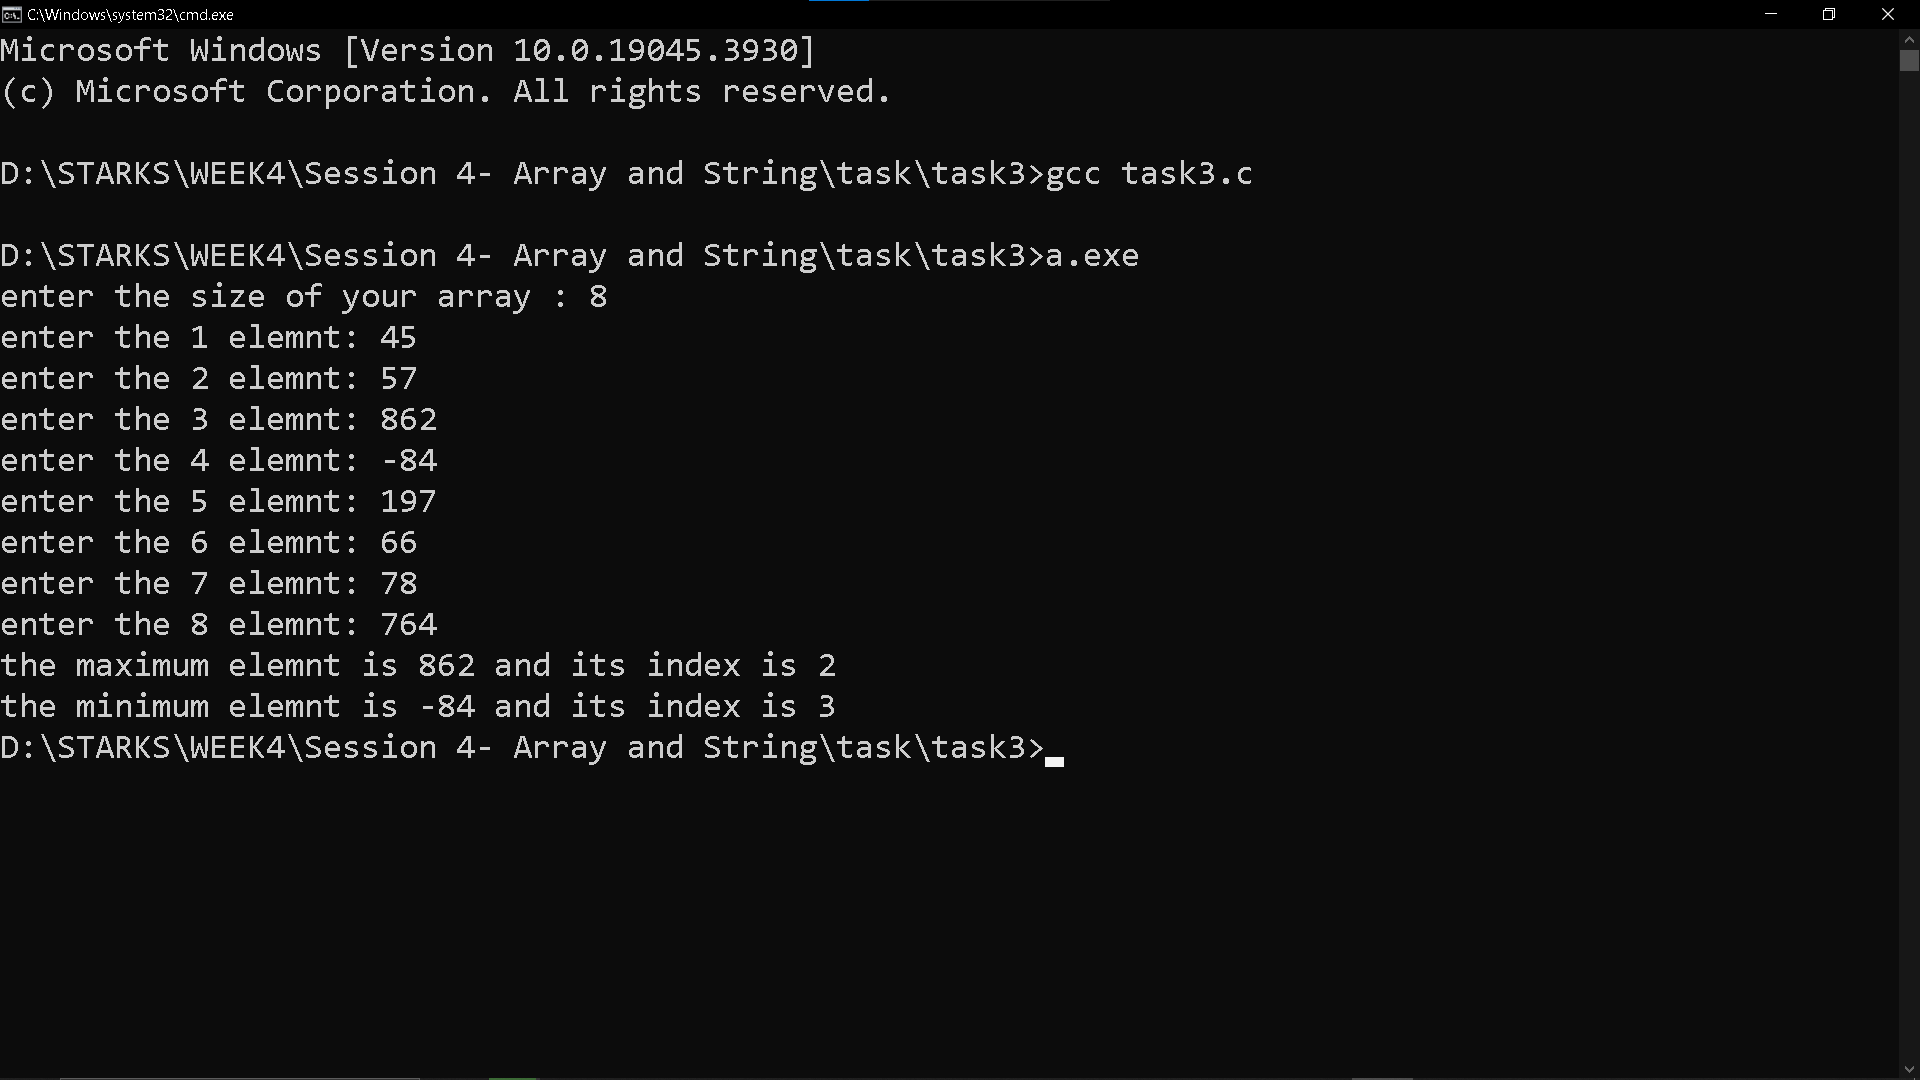 C:\Windows\system32\cmd.exe
Microsoft Windows [Version 10.0.19045.3930]
(c) Microsoft Corporation. All rights reserved.
D:\STARKS\WEEK4\Session 4- Array and String\task\task3>gcc task3.c
D:\STARKS\WEEK4\Session 4- Array and String\task\task3>a.exe
enter the size of your array : 8
enter the 1 elemnt: 45
enter the 2 elemnt: 57
enter the 3 elemnt: 862
enter the 4 elemnt: -84
enter the 5 elemnt: 197
enter the 6 elemnt: 66
enter the 7 elemnt: 78
enter the 8 elemnt: 764
the maximum elemnt is 862 and its index is 2
the minimum elemnt is -84 and its index is 3
D:\STARKS\WEEK4\Session 4- Array and String\task\task3>